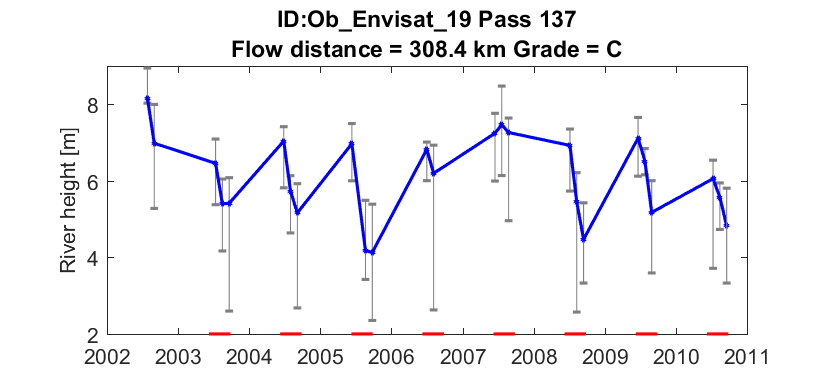 ID:Ob_Envisat_19 Pass 137
Flow distance = 308.4 km Grade = C
River height [m]
8
6
4
2
2002 2003 2004 2005 2006 2007 2008 2009 2010 2011